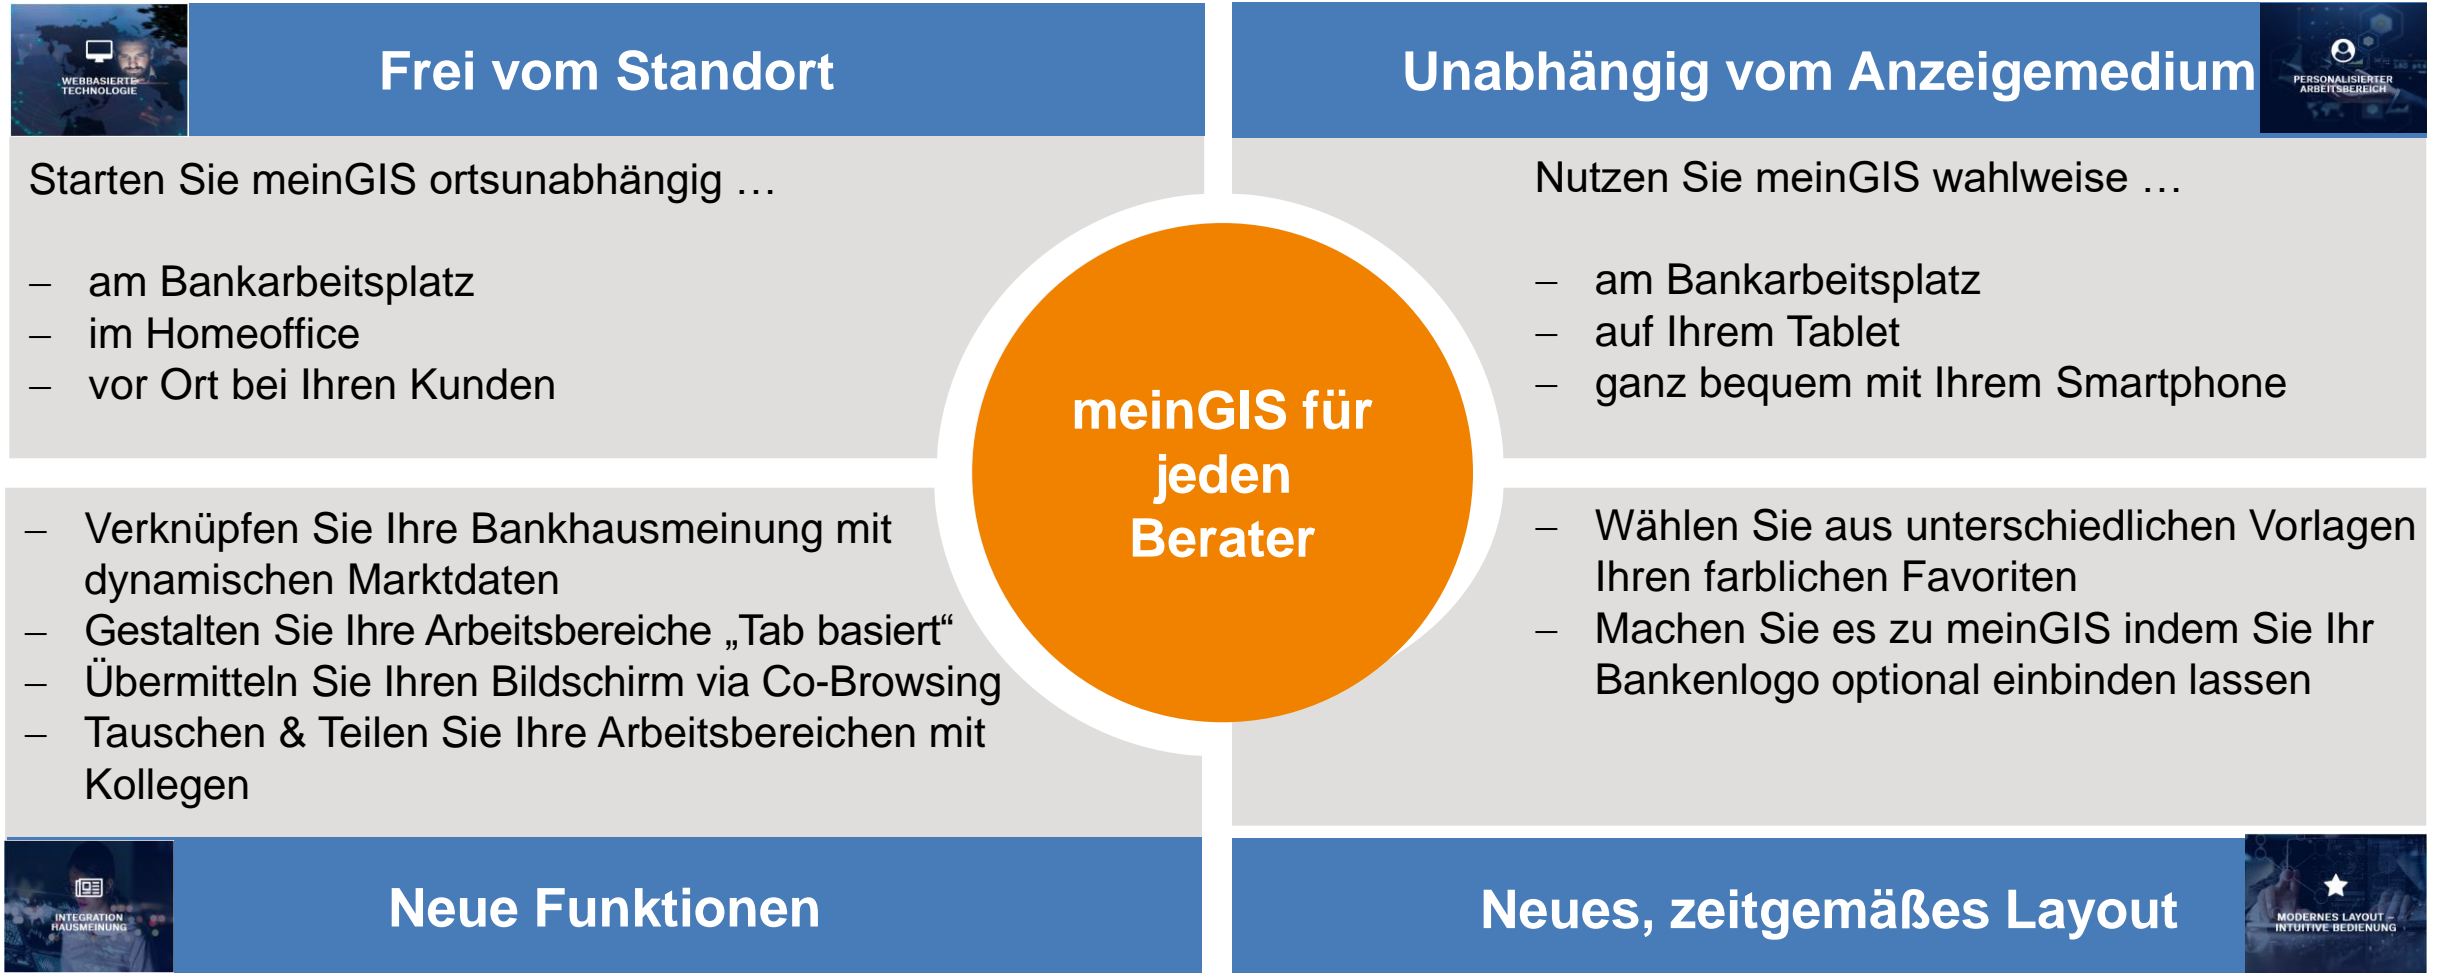 WEBBASIERTE
TECHNOLOGIE
Frei vom Standort
Starten Sie meinGIS ortsunabhängig …
– am Bankarbeitsplatz
– im Homeoffice
– vor Ort bei Ihren Kunden
Unabhängig vom Anzeigemedium
PERSONALISIERTER
ARBEITSBEREICH
Nutzen Sie meinGIS wahlweise …
– am Bankarbeitsplatz
– auf Ihrem Tablet
– ganz bequem mit Ihrem Smartphone
meinGIS für
jeden
Berater
– Verknüpfen Sie Ihre Bankhausmeinung mit
dynamischen Marktdaten
– Gestalten Sie Ihre Arbeitsbereiche „Tab basiert“
– Übermitteln Sie Ihren Bildschirm via Co-Browsing
– Tauschen & Teilen Sie Ihre Arbeitsbereichen mit
Kollegen
INTEGRATION
HAUSMEINUNG
Neue Funktionen
– Wählen Sie aus unterschiedlichen Vorlagen
Ihren farblichen Favoriten
– Machen Sie es zu meinGIS indem Sie Ihr
Bankenlogo optional einbinden lassen
Neues, zeitgemäßes Layout
MODERNES LAYOUT –
INTUITIVE BEDIENUNG